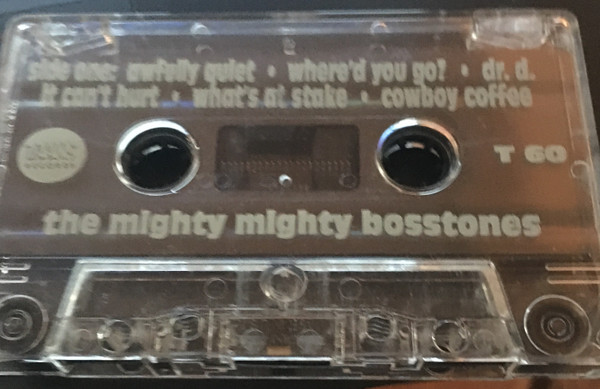 side one: awfully quiet • where'd you go? • dr. d.
it can't hurt • what's at stake • cowboy coffee
T 60
the mighty mighty bosstones